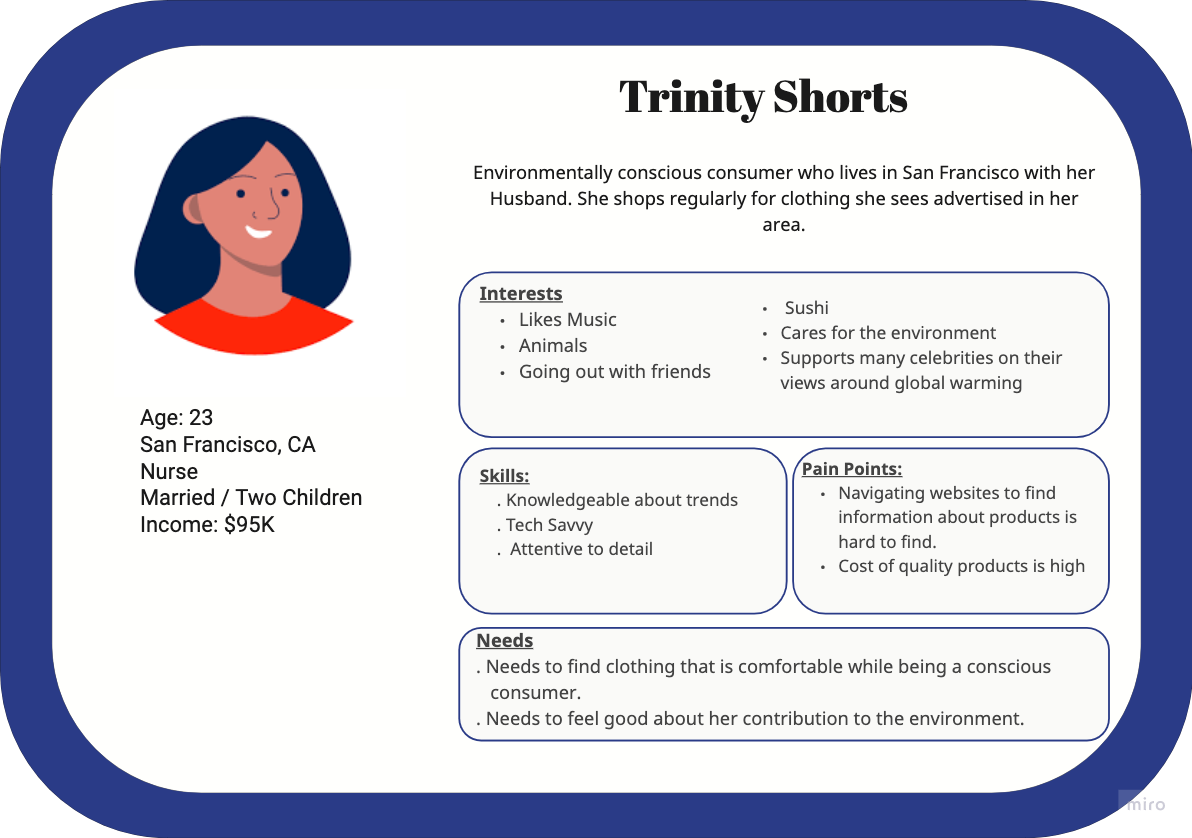 Trinity Shorts
Environmentally conscious consumer who lives in San Francisco with her
Husband. She shops regularly for clothing she sees advertised in her
area.
Age: 23
San Francisco, CA
Nurse
Married / Two Children
Income: $95K
Interests
• Likes Music
• Animals
• Going out with friends
• Sushi
• Cares for the environment
• Supports many celebrities on their
views around global warming
Skills:
. Knowledgeable about trends
. Tech Savvy
. Attentive to detail
Pain Points:
• Navigating websites to find
information about products is
hard to find.
• Cost of quality products is high
Needs
. Needs to find clothing that is comfortable while being a conscious
consumer.
. Needs to feel good about her contribution to the environment.
miro